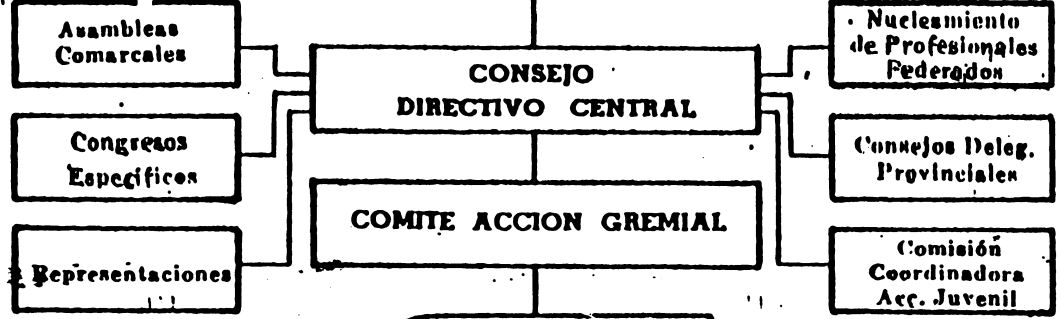 Asambleas
Comarcales
CONSEJO
DIRECTIVO CENTRAL
Nucleamiento
de Profesionales
Federados
Congresos
Específicos
Consejos Deleg.
Provinciales
COMITE ACCION GREMIAL
Representaciones
Comisión
Coordinadora
Acc. Juvenil